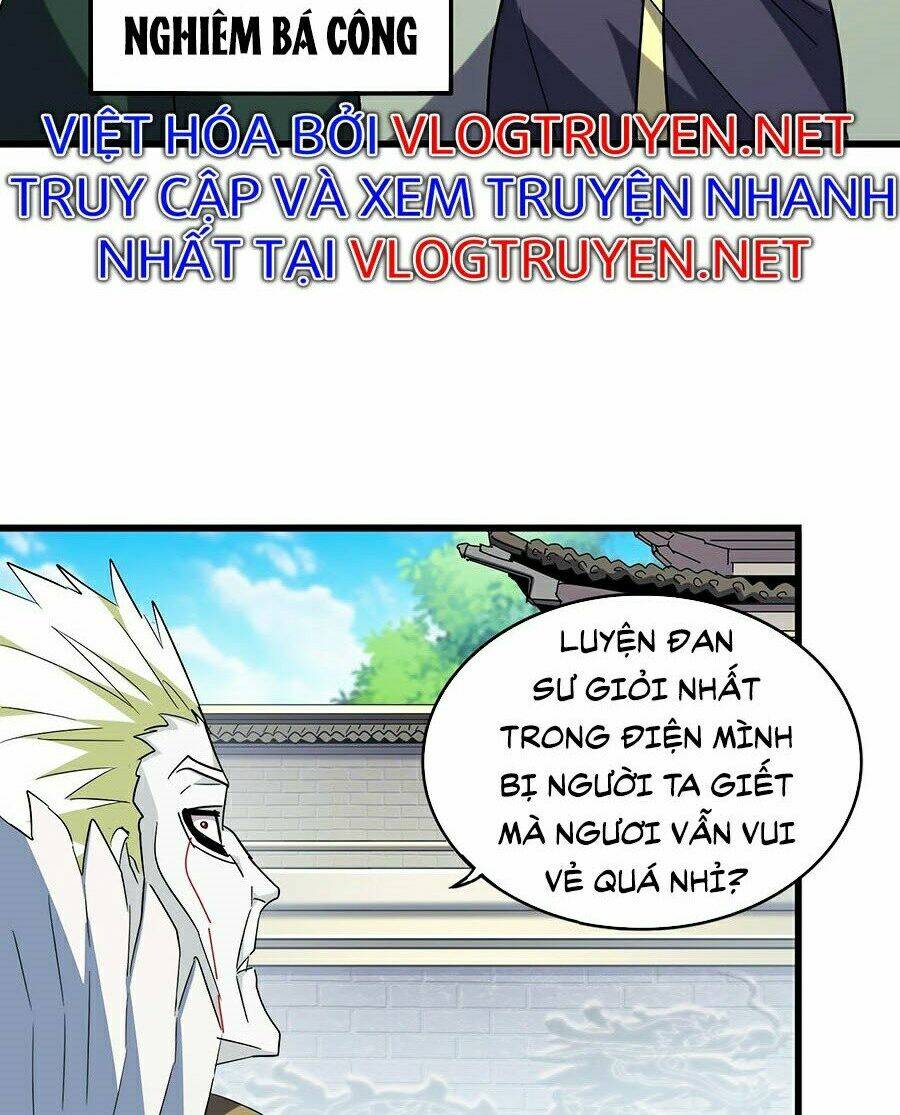 NGHIÊM BÁ CÔNG
VIỆT HÓA BỞI VLOGTRUYEN.NET
TRUY CẬP VÀ XEM TRUYỆN NHANH
NHẤT TẠI VLOGTRUYEN.NET
LUYỆN ĐAN
SƯ GIỎI NHẤT
TRONG ĐIỆN MÌNH
BỊ NGƯỜI TA GIẾT
MÀ NGƯƠI VẪN VUI
VẺ QUÁ NHỈ?